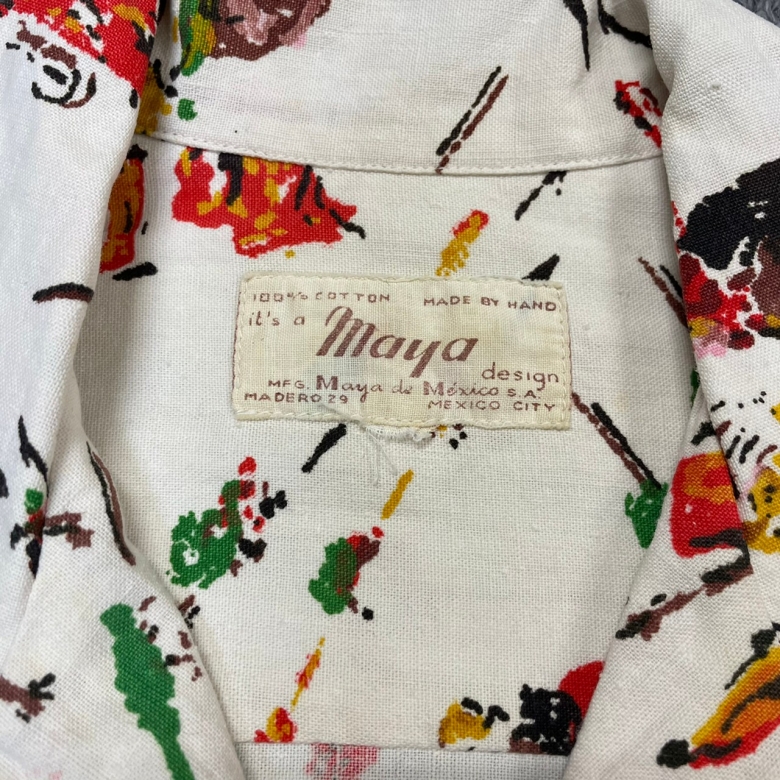 100% COTTON MADE BY HAND
it's a Maya design
MFG. Maya de México S.A.
MADERO 29 MEXICO CITY